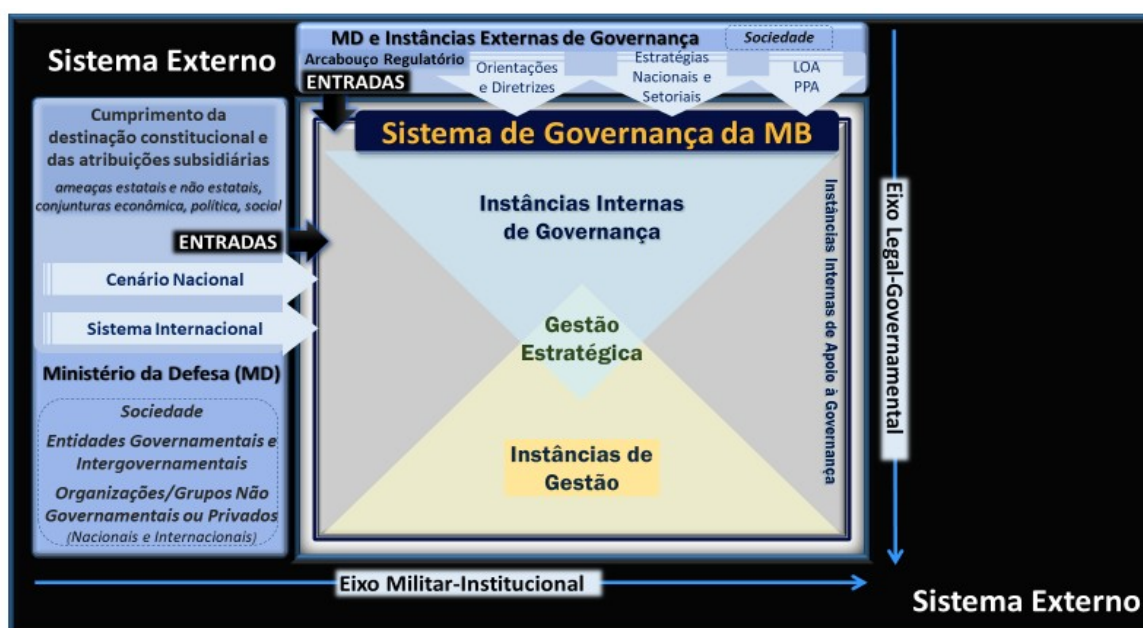 Sistema Externo
MD e Instâncias Externas de Governança
Sociedade
Arcabouço Regulatório
ENTRADAS
Orientações
e Diretrizes
Estratégias
Nacionais e
Setoriais
LOA
PPA
Cumprimento da
destinação constitucional e
das atribuições subsidiárias
ameaças estatais e não estatais,
conjunturas econômica, política, social
ENTRADAS
Cenário Nacional
Sistema Internacional
Ministério da Defesa (MD)
Sociedade
Entidades Governamentais e
Intergovernamentais
Organizações/Grupos Não
Governamentais ou Privados
(Nacionais e Internacionais)
Sistema de Governança da MB
Instâncias Internas
de Governança
Gestão
Estratégica
Instâncias de
Gestão
Instâncias Internas de Apoio à Governança
Eixo Legal-Governamental
Eixo Militar-Institucional
Sistema Externo